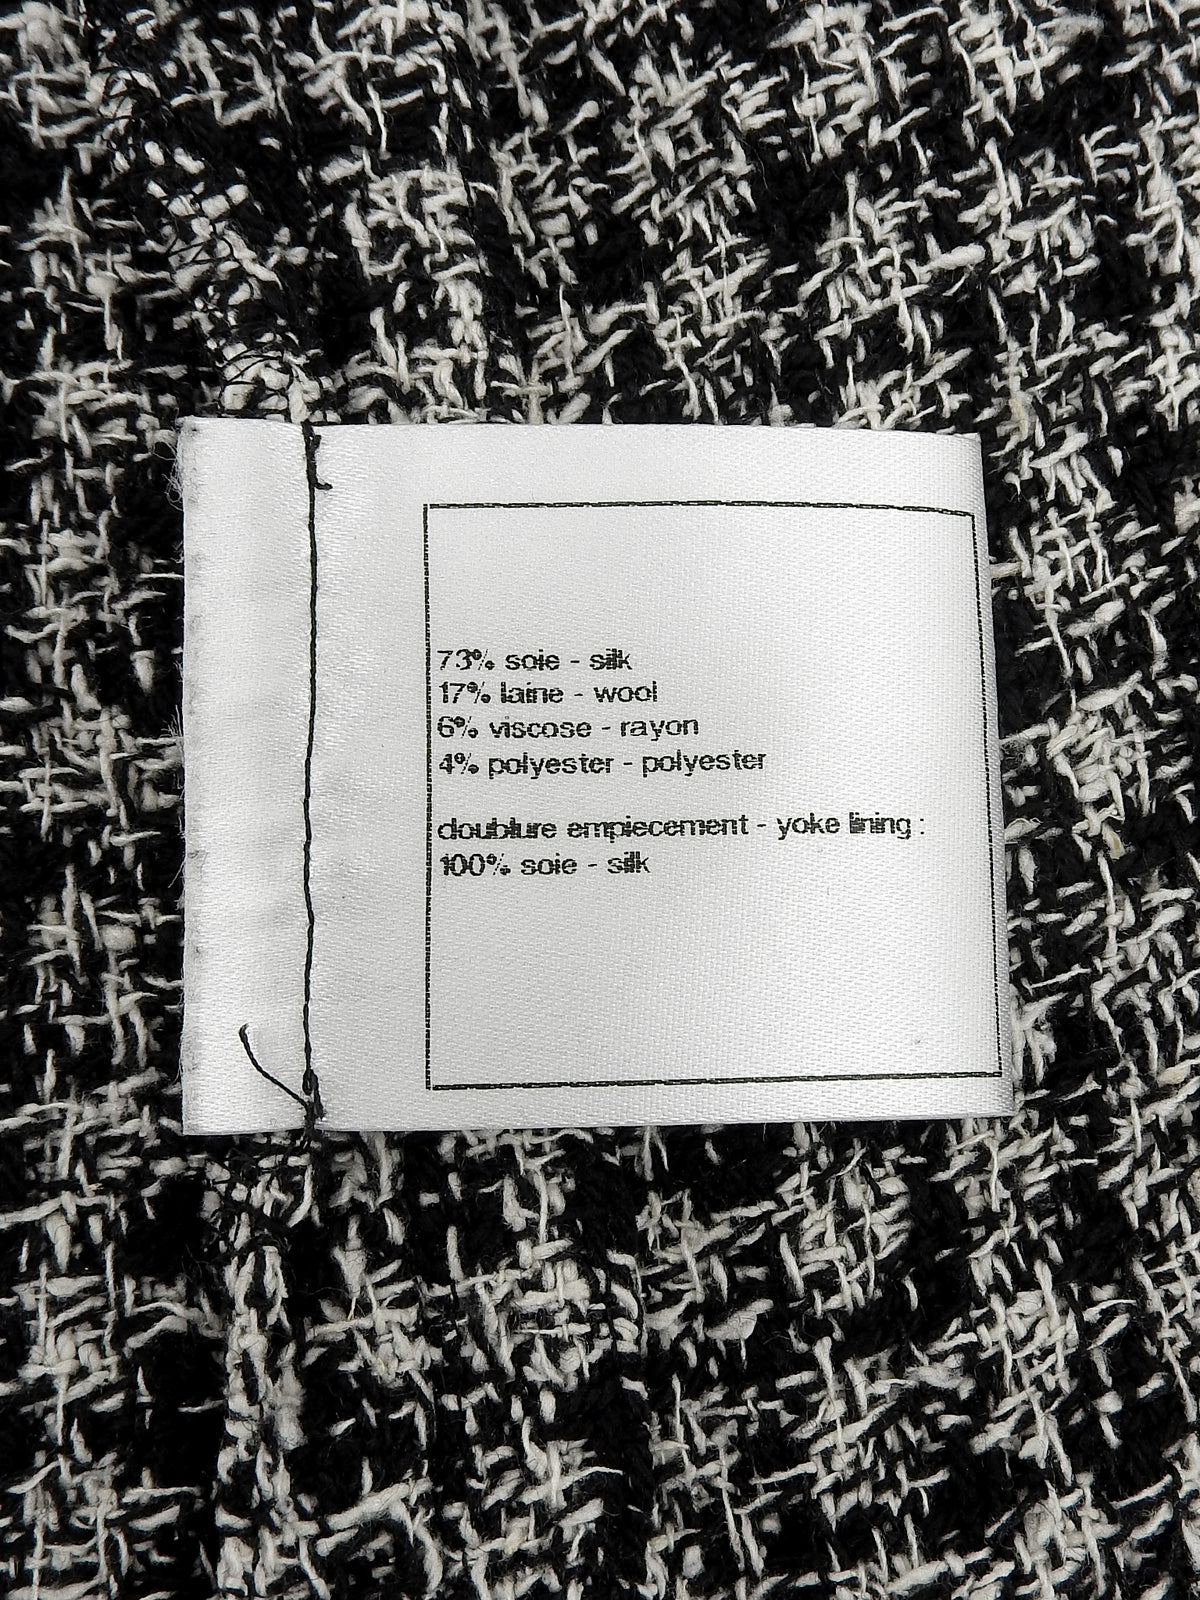 73% soie - silk
17% laine - wool
6% viscose - rayon
4% polyester - polyester
doublure empiecement - yoke lining :
100% soie - silk